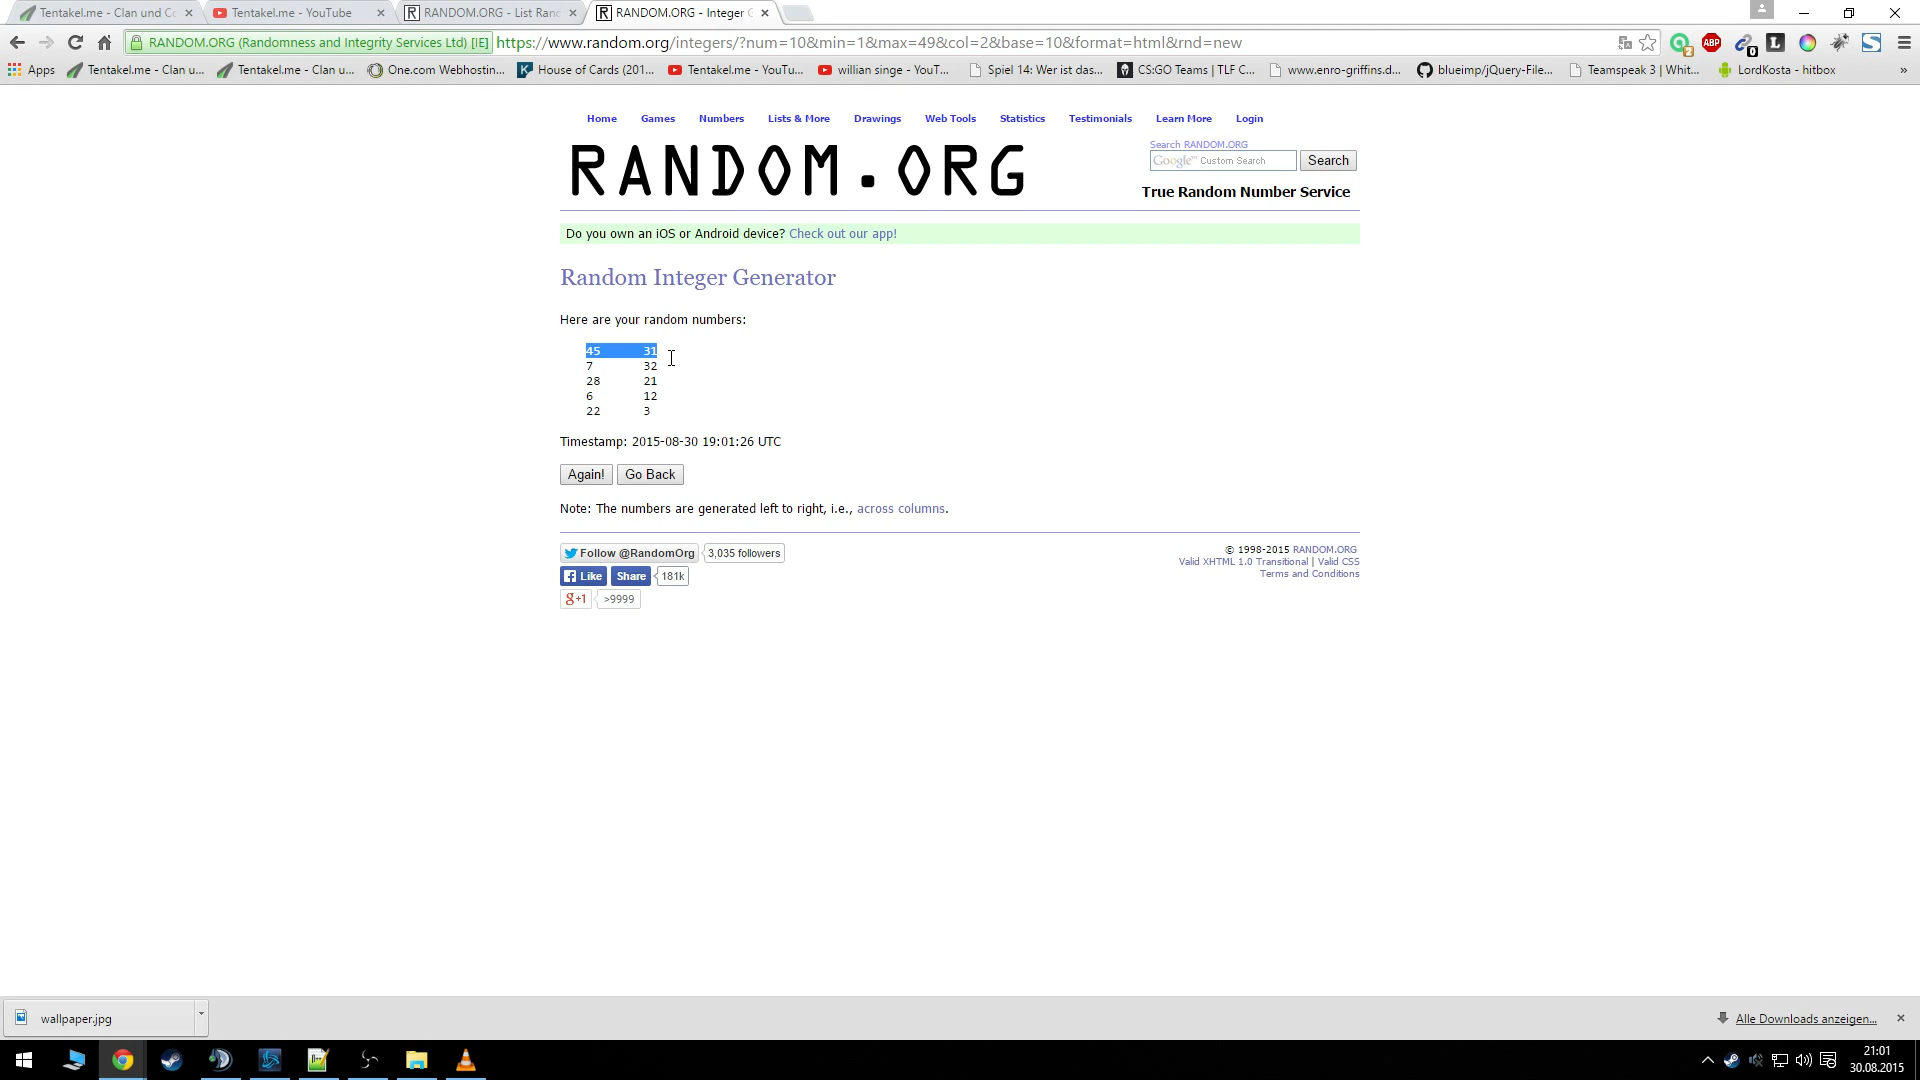 Tentakel.me - Clan und Co
Tentakel.me - YouTube
RANDOM.ORG - List Rand
RANDOM.ORG - Integer G
RANDOM.ORG (Randomness and Integrity Services Ltd) [IE]
https://www.random.org/integers/?num=10&min=1&max=49&col=2&base=10&format=html&rnd=new
2
ABP
0
L
S
Apps
Tentakel.me - Clan u...
Tentakel.me - Clan u...
One.com Webhostin...
House of Cards (201...
Tentakel.me - YouTu...
willian singe - YouT...
Spiel 14: Wer ist das...
CS:GO Teams | TLF C...
www.enro-griffins.d...
blueimp/jQuery-File...
Teamspeak 3 | Whit...
LordKosta - hitbox
»
Home Games Numbers Lists & More Drawings Web Tools Statistics Testimonials Learn More Login
RANDOM.ORG
Search RANDOM.ORG
Google™ Custom Search
Search
True Random Number Service
Do you own an iOS or Android device? Check out our app!
Random Integer Generator
Here are your random numbers:
45 31
7 32
28 21
6 12
22 3
Timestamp: 2015-08-30 19:01:26 UTC
Again!
Go Back
Note: The numbers are generated left to right, i.e., across columns.
Follow @RandomOrg
3,035 followers
Like
Share
181k
g+1
>9999
© 1998-2015 RANDOM.ORG
Valid XHTML 1.0 Transitional | Valid CSS
Terms and Conditions
wallpaper.jpg
Alle Downloads anzeigen...
21:01
30.08.2015